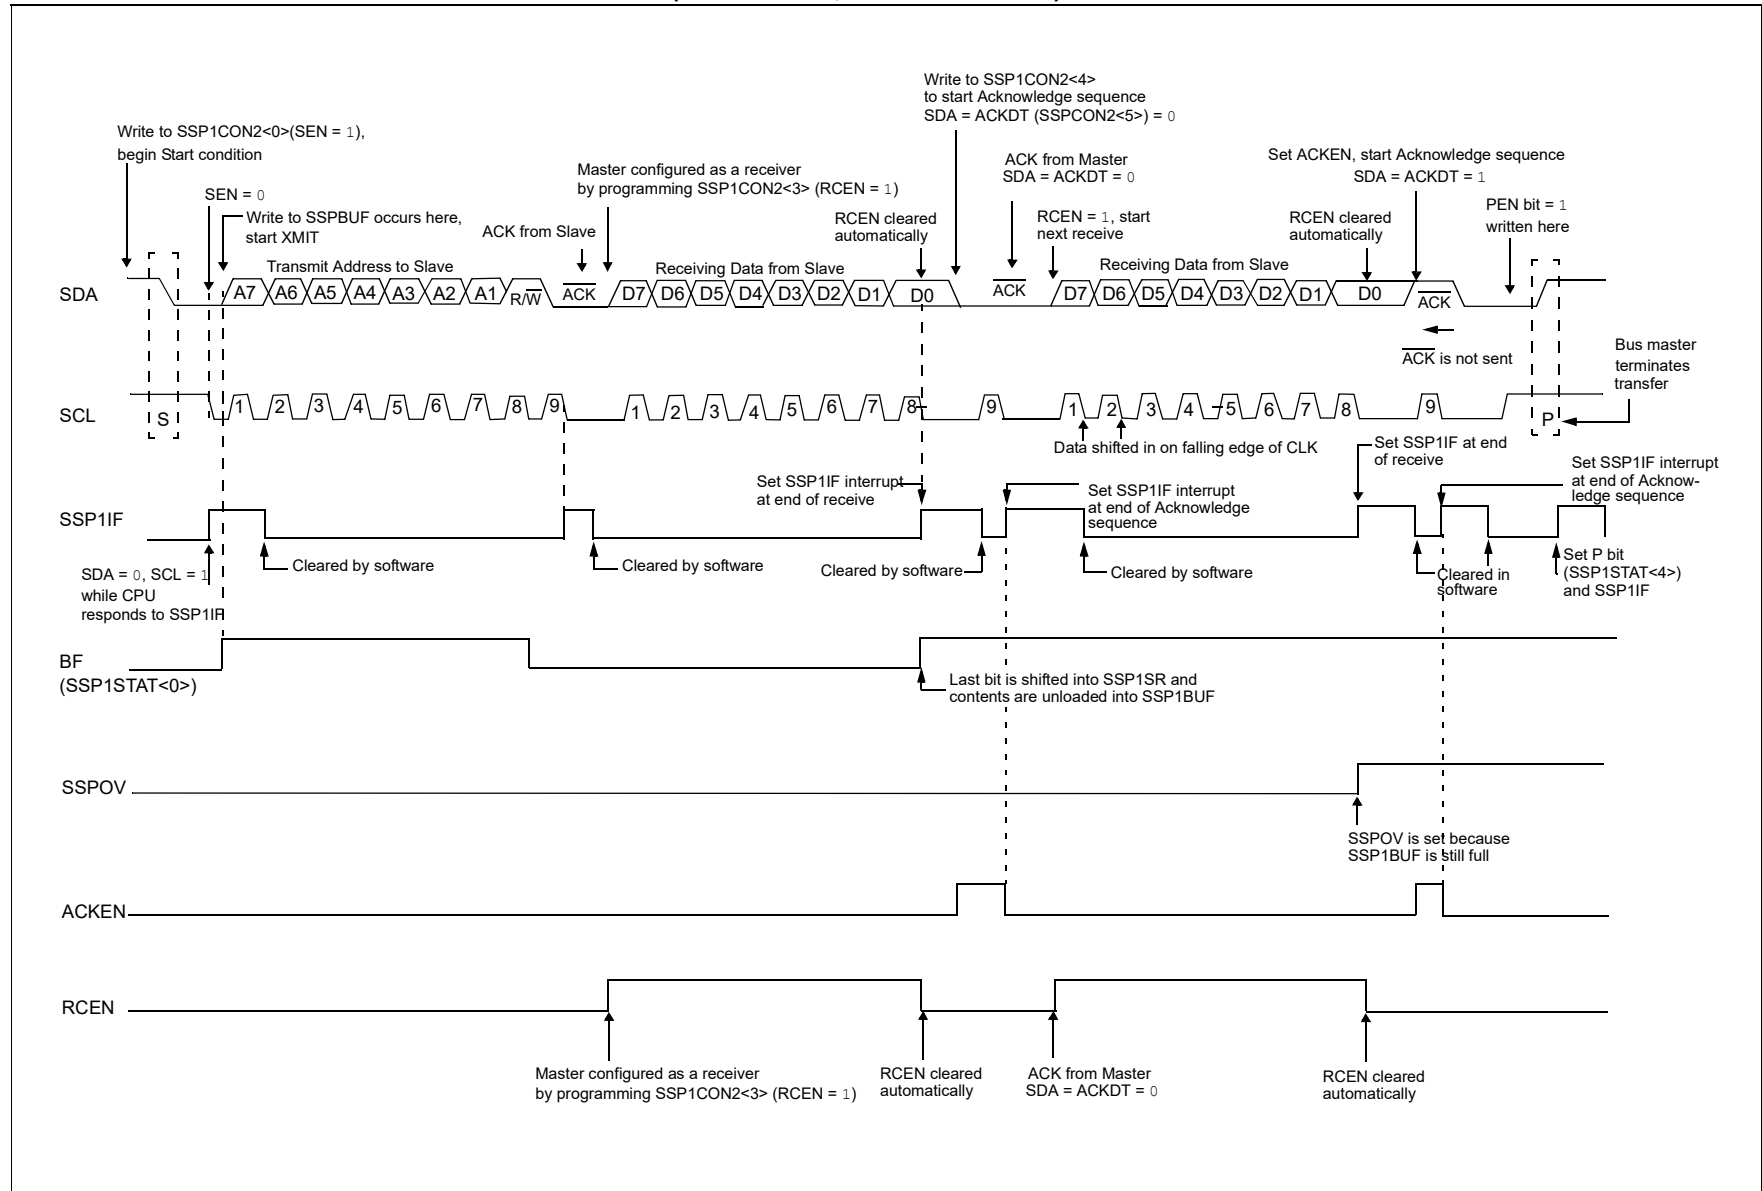 Write to SSP1CON2<4>
to start Acknowledge sequence
SDA = ACKDT (SSPCON2<5>) = 0
Write to SSP1CON2<0>(SEN = 1),
begin Start condition
ACK from Master
SDA = ACKDT = 0
Set ACKEN, start Acknowledge sequence
SDA = ACKDT = 1
Master configured as a receiver
by programming SSP1CON2<3> (RCEN = 1)
SEN = 0
PEN bit = 1
written here
Write to SSPBUF occurs here,
start XMIT
ACK from Slave
RCEN cleared
automatically
RCEN = 1, start
next receive
RCEN cleared
automatically
Transmit Address to Slave
Receiving Data from Slave
Receiving Data from Slave
SDA
A7 A6 A5 A4 A3 A2 A1 R/W ACK D7 D6 D5 D4 D3 D2 D1 D0 ACK D7 D6 D5 D4 D3 D2 D1 D0 ACK
ACK is not sent
Bus master
terminates
transfer
SCL
S 1 2 3 4 5 6 7 8 9 1 2 3 4 5 6 7 8 9 1 2 3 4 5 6 7 8 9 P
Data shifted in on falling edge of CLK
Set SSP1IF at end
of receive
Set SSP1IF interrupt
at end of receive
Set SSP1IF interrupt
at end of Acknowledge
sequence
Set SSP1IF interrupt
at end of Acknow-
ledge sequence
SSP1IF
Cleared by software
Cleared by software
Cleared by software
Cleared by software
Cleared in
software
Set P bit
(SSP1STAT<4>)
and SSP1IF
SDA = 0, SCL = 1
while CPU
responds to SSP1IF
BF
(SSP1STAT<0>)
Last bit is shifted into SSP1SR and
contents are unloaded into SSP1BUF
SSPOV
SSPOV is set because
SSP1BUF is still full
ACKEN
RCEN
Master configured as a receiver
by programming SSP1CON2<3> (RCEN = 1)
RCEN cleared
automatically
ACK from Master
SDA = ACKDT = 0
RCEN cleared
automatically